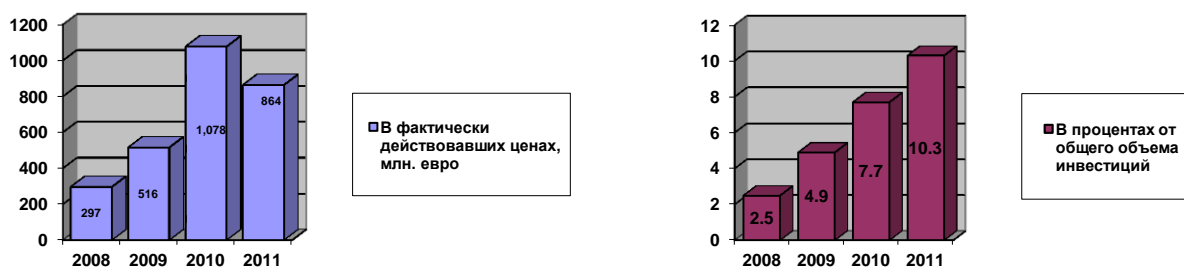 1200
1000
800
600
400
200
0
297
516
1,078
864
2008 2009 2010 2011
В фактически
действовавших ценах,
млн. евро
12
10
8
6
4
2
0
2.5
4.9
7.7
10.3
2008 2009 2010 2011
В процентах от
общего объема
инвестиций